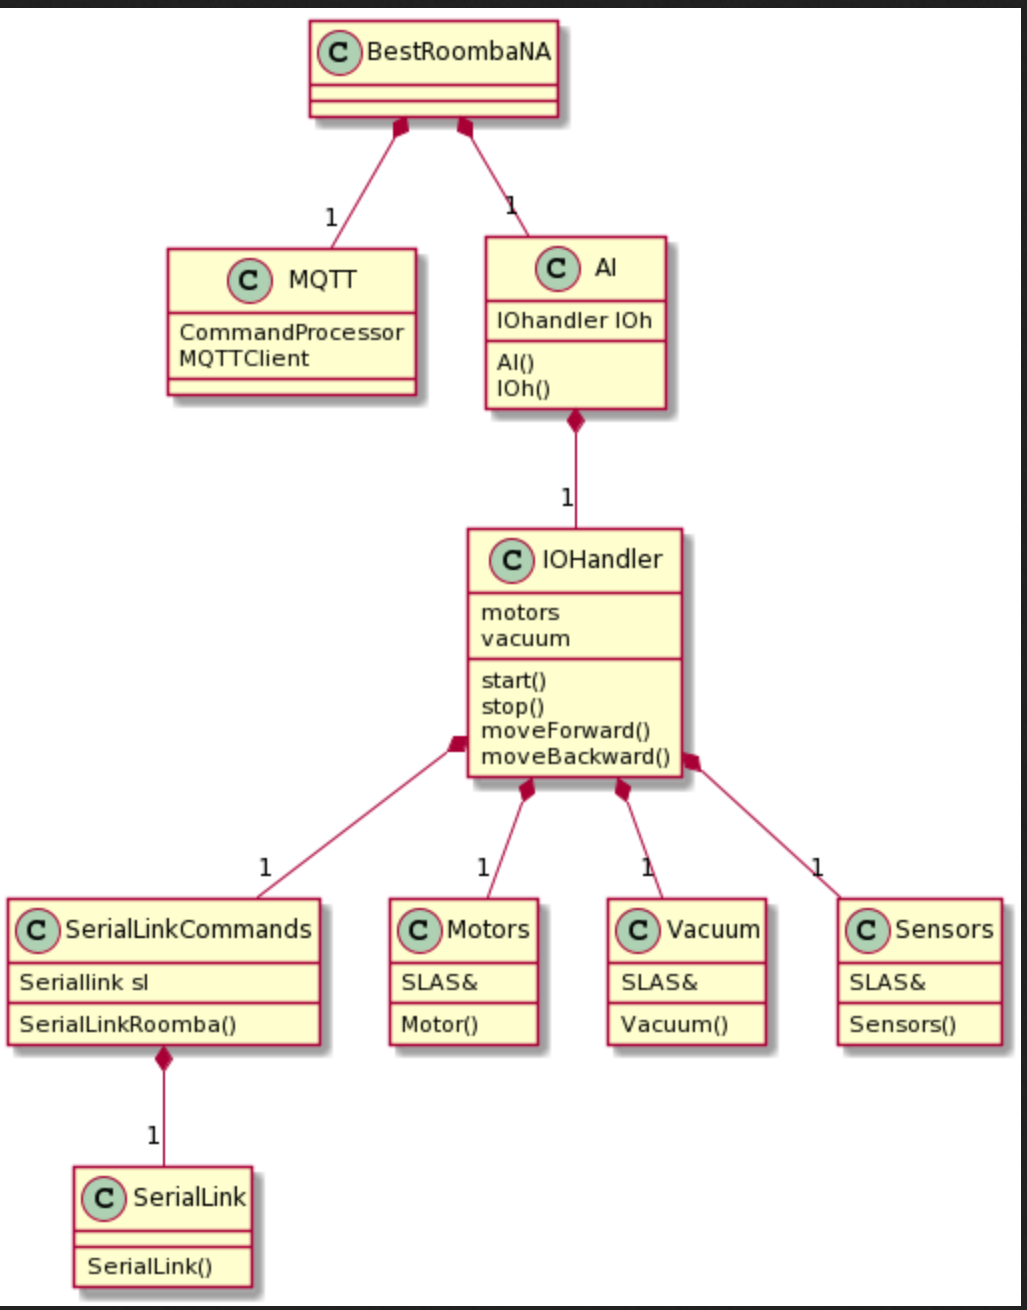 C BestRoombaNA
1
1
C MQTT
CommandProcessor
MQTTClient
C AI
IOhandler IOh
AI()
IOh()
1
C IOHandler
motors
vacuum
start()
stop()
moveForward()
moveBackward()
1
1
1
1
C SerialLinkCommands
Seriallink sl
SerialLinkRoomba()
C Motors
SLAS&
Motor()
C Vacuum
SLAS&
Vacuum()
C Sensors
SLAS&
Sensors()
1
C SerialLink
SerialLink()